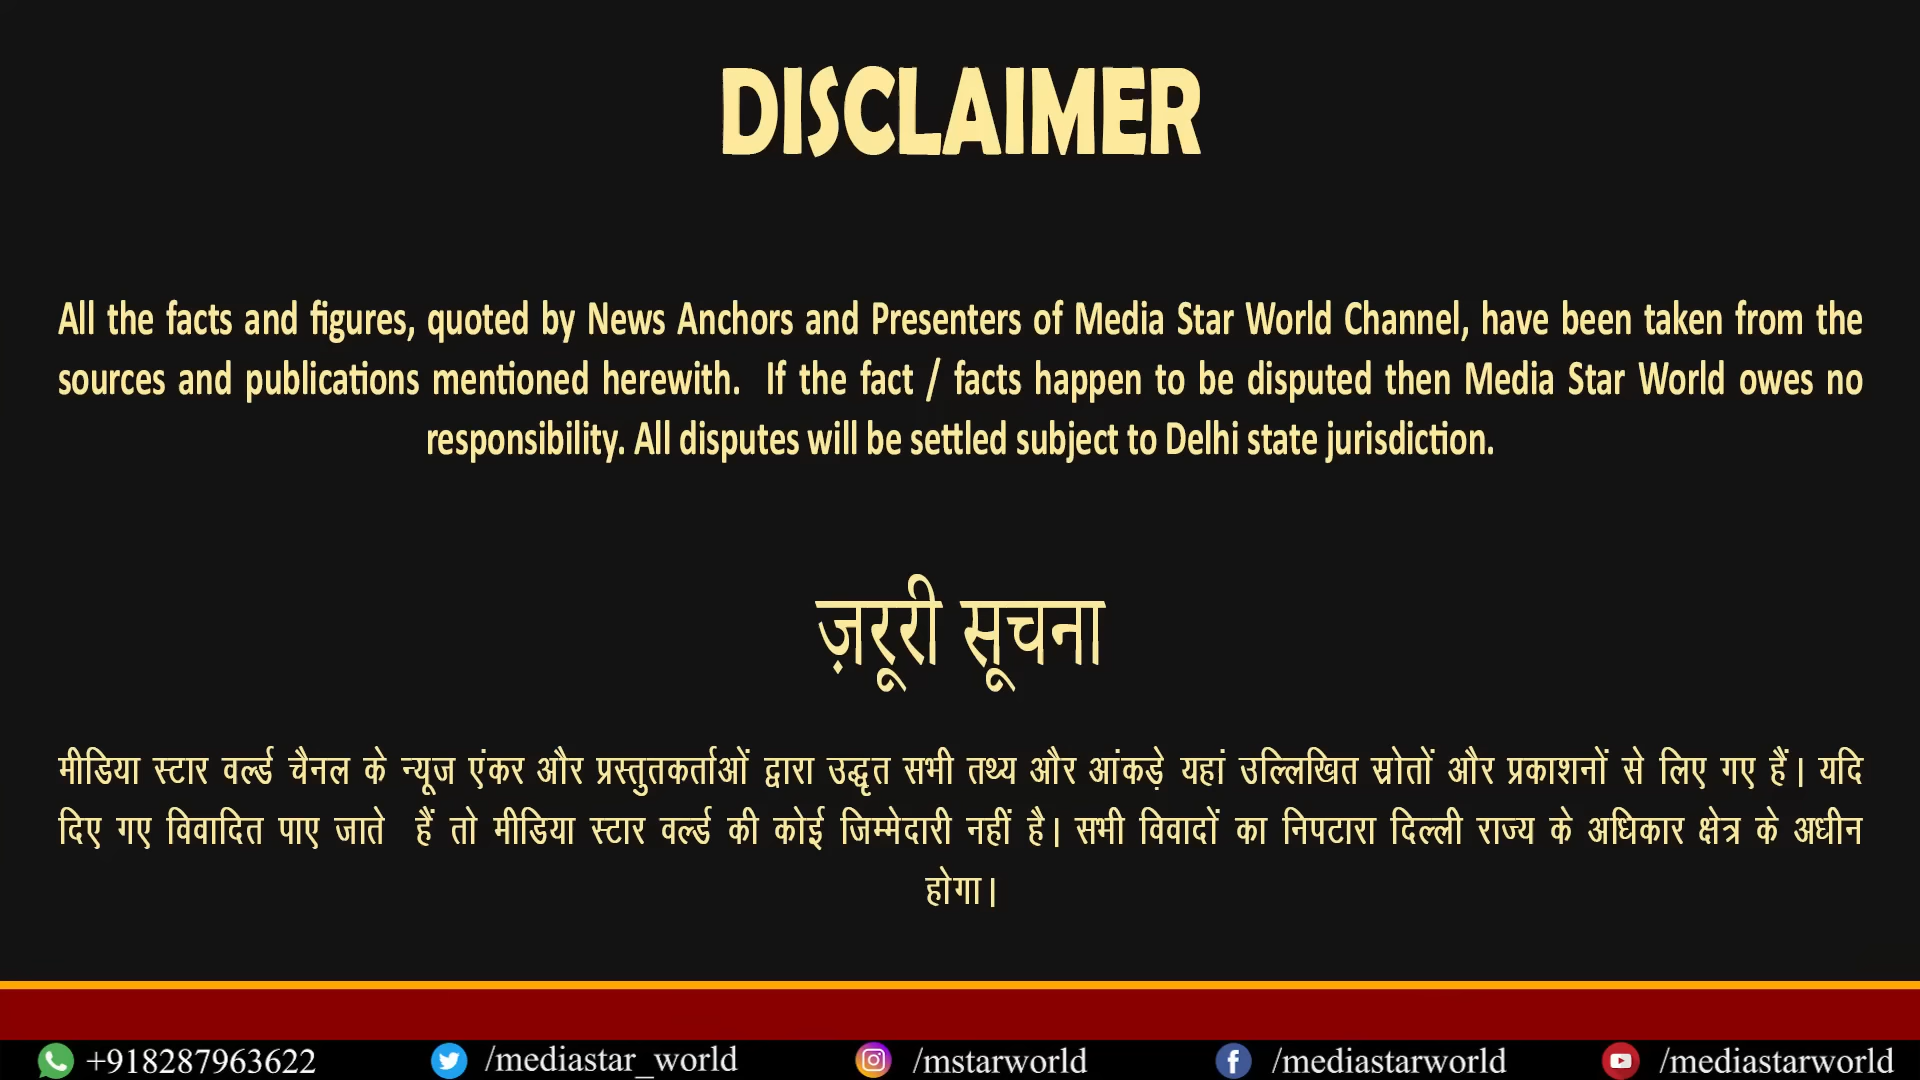 DISCLAIMER
All the facts and figures, quoted by News Anchors and Presenters of Media Star World Channel, have been taken from the
sources and publications mentioned herewith.  If the fact / facts happen to be disputed then Media Star World owes no
responsibility. All disputes will be settled subject to Delhi state jurisdiction.
ज़रूरी सूचना
मीडिया स्टार वर्ल्ड चैनल के न्यूज एंकर और प्रस्तुतकर्ताओं द्वारा उद्धृत सभी तथ्य और आंकड़े यहां उल्लिखित स्रोतों और प्रकाशनों से लिए गए हैं। यदि
दिए गए विवादित पाए जाते  हैं तो मीडिया स्टार वर्ल्ड की कोई जिम्मेदारी नहीं है। सभी विवादों का निपटारा दिल्ली राज्य के अधिकार क्षेत्र के अधीन
होगा।
+918287963622 /mediastar_world /mstarworld /mediastarworld /mediastarworld